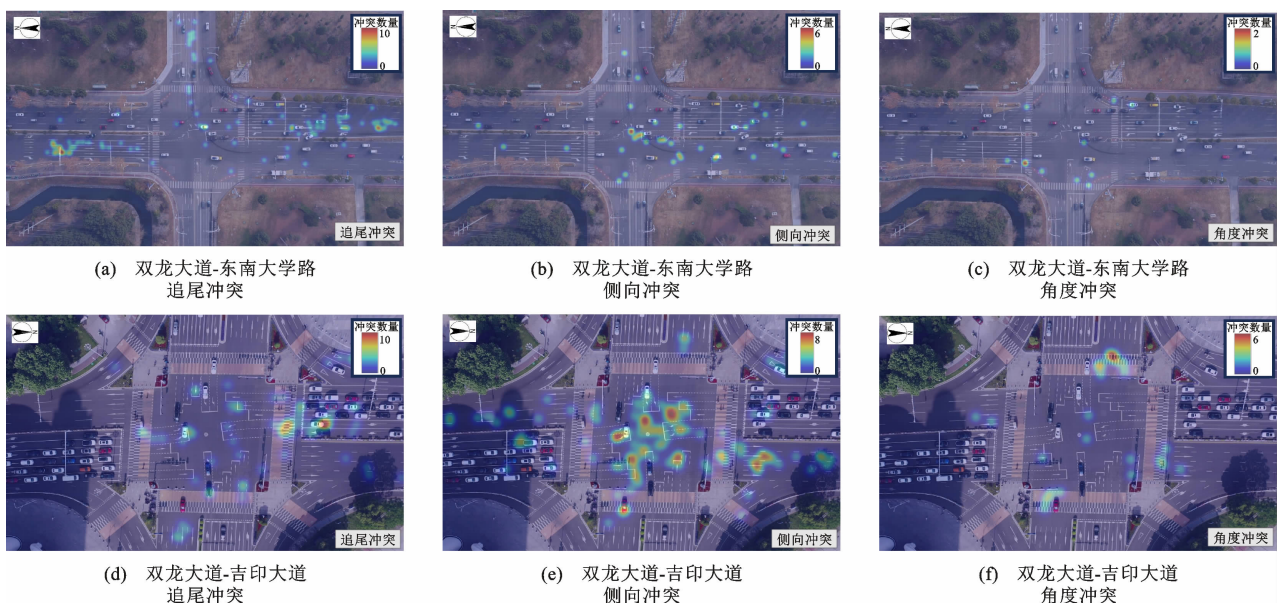 N
冲突数量
10
0
追尾冲突
(a) 双龙大道-东南大学路
追尾冲突
N
冲突数量
6
0
侧向冲突
(b) 双龙大道-东南大学路
侧向冲突
N
冲突数量
2
0
角度冲突
(c) 双龙大道-东南大学路
角度冲突
N
冲突数量
10
0
追尾冲突
(d) 双龙大道-吉印大道
追尾冲突
N
冲突数量
8
0
侧向冲突
(e) 双龙大道-吉印大道
侧向冲突
N
冲突数量
6
0
角度冲突
(f) 双龙大道-吉印大道
角度冲突